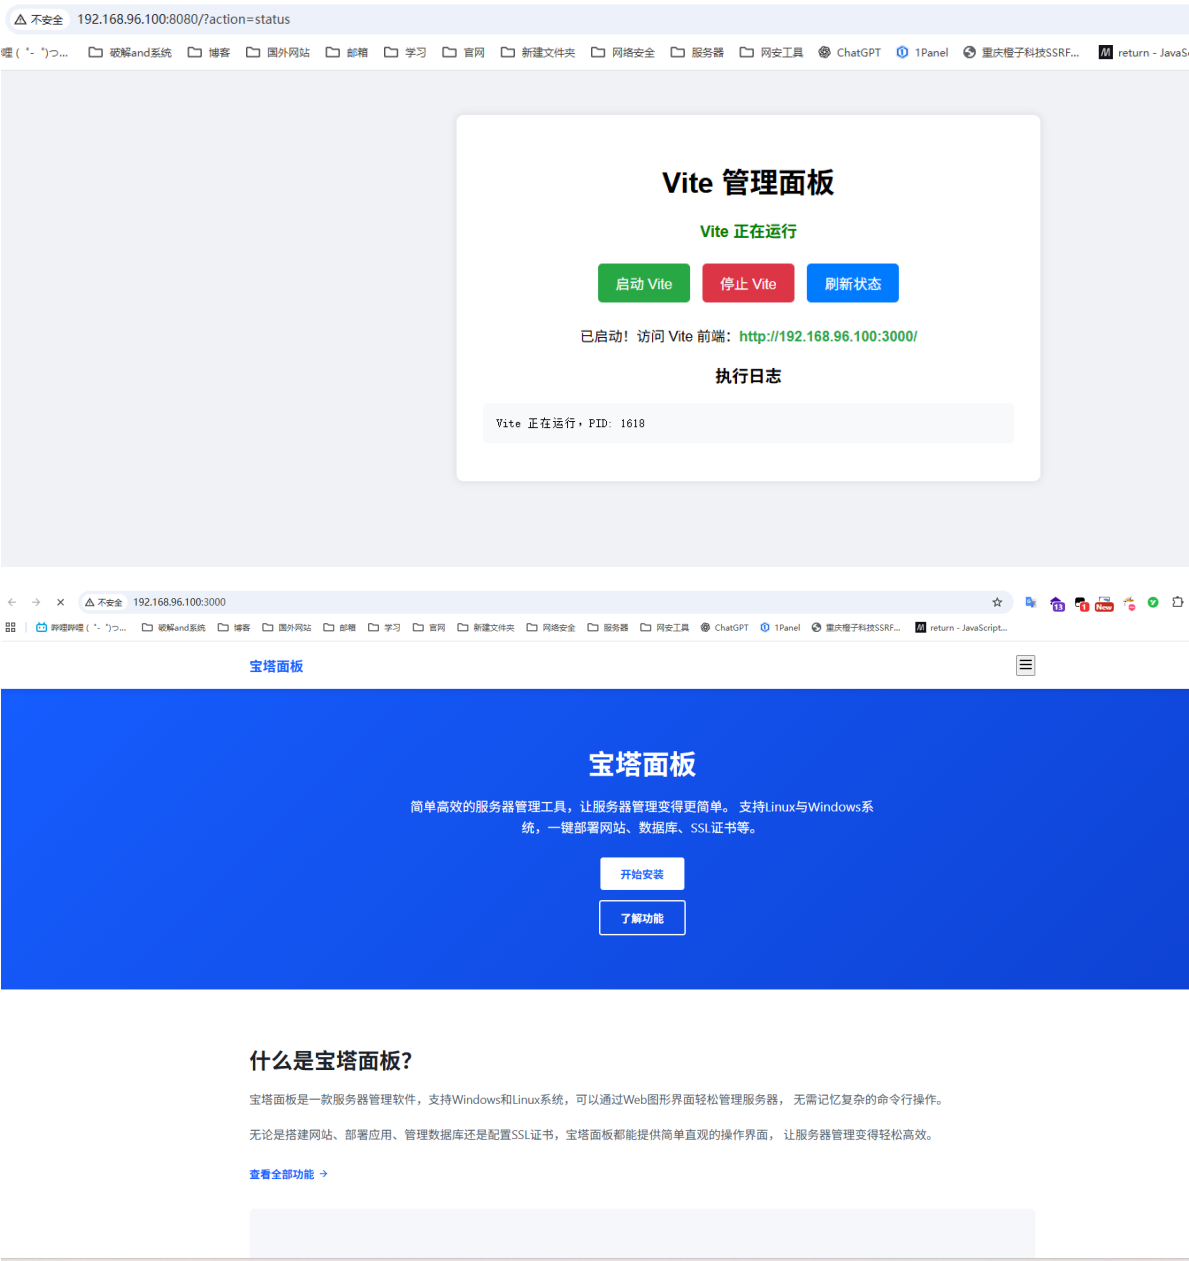 不安全 192.168.96.100:8080/?action=status
哩 ( ゜- ゜)つ... 破解and系统 博客 国外网站 邮箱 学习 官网 新建文件夹 网络安全 服务器 网安工具 ChatGPT 1Panel 重庆橙子科技SSRF... return - JavaSc
Vite 管理面板
Vite 正在运行
启动 Vite 停止 Vite 刷新状态
已启动！访问 Vite 前端：http://192.168.96.100:3000/
执行日志
Vite 正在运行，PID: 1618
不安全 192.168.96.100:3000 13 1 New
哔哩哔哩 ( ゜- ゜)つ... 破解and系统 博客 国外网站 邮箱 学习 官网 新建文件夹 网络安全 服务器 网安工具 ChatGPT 1Panel 重庆橙子科技SSRF... return - JavaScript...
宝塔面板
宝塔面板
简单高效的服务器管理工具，让服务器管理变得更简单。 支持Linux与Windows系
统，一键部署网站、数据库、SSL证书等。
开始安装
了解功能
什么是宝塔面板?
宝塔面板是一款服务器管理软件，支持Windows和Linux系统，可以通过Web图形界面轻松管理服务器， 无需记忆复杂的命令行操作。
无论是搭建网站、部署应用、管理数据库还是配置SSL证书，宝塔面板都能提供简单直观的操作界面， 让服务器管理变得轻松高效。
查看全部功能 →